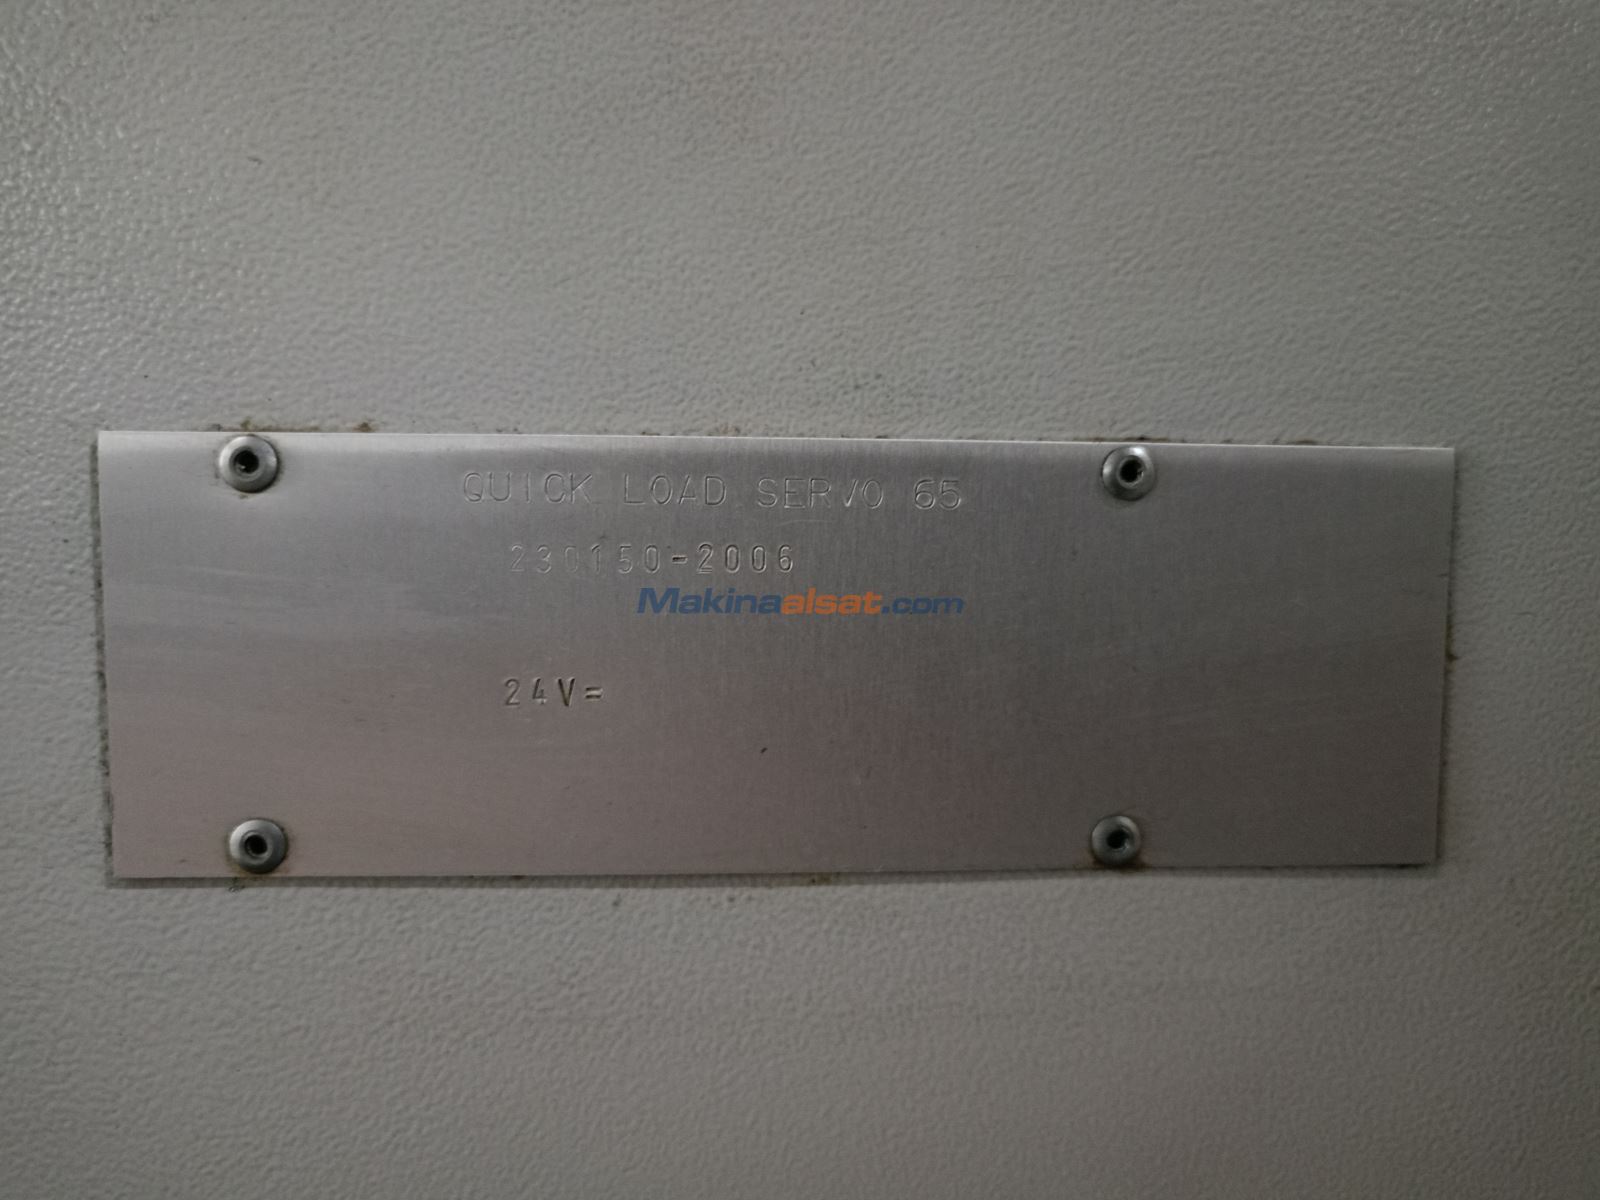 QUICK LOAD SERVO 65
230150-2006
Makinaalsat.com
24V=